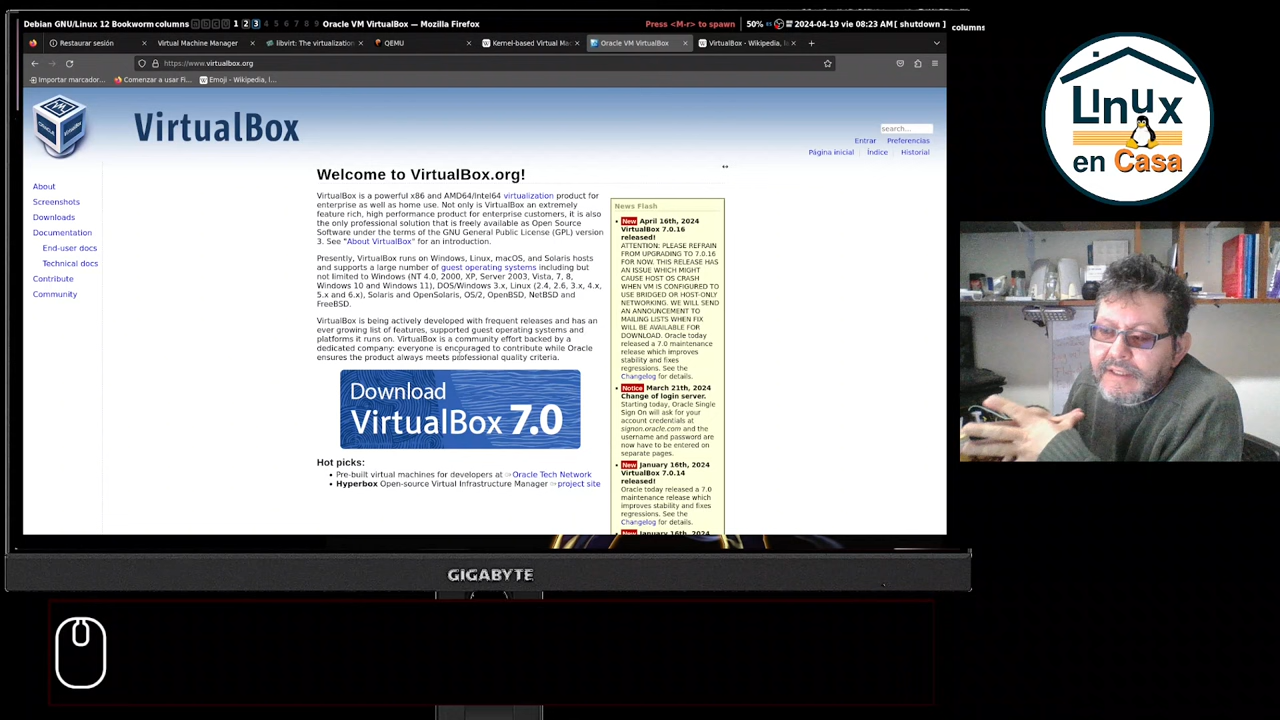 Debian GNU/Linux 12 Bookworm columns 1 2 3 4 5 6 7 8 9 Oracle VM VirtualBox — Mozilla Firefox Press <M-r> to spawn 50% 2024-04-19 vie 08:23 AM [ shutdown ] columns
Restaurar sesión Virtual Machine Manager libvirt: The virtualization QEMU Kernel-based Virtual Ma Oracle VM VirtualBox VirtualBox - Wikipedia, l
https://www.virtualbox.org
Importar marcador... Comenzar a usar Fi... Emoji - Wikipedia, l...
VirtualBox
search...
Entrar Preferencias
Página inicial Índice Historial
About
Screenshots
Downloads
Documentation
End-user docs
Technical docs
Contribute
Community
Welcome to VirtualBox.org!
VirtualBox is a powerful x86 and AMD64/Intel64 virtualization product for
enterprise as well as home use. Not only is VirtualBox an extremely
feature rich, high performance product for enterprise customers, it is also
the only professional solution that is freely available as Open Source
Software under the terms of the GNU General Public License (GPL) version
3. See "About VirtualBox" for an introduction.
Presently, VirtualBox runs on Windows, Linux, macOS, and Solaris hosts
and supports a large number of guest operating systems including but
not limited to Windows (NT 4.0, 2000, XP, Server 2003, Vista, 7, 8,
Windows 10 and Windows 11), DOS/Windows 3.x, Linux (2.4, 2.6, 3.x, 4.x,
5.x and 6.x), Solaris and OpenSolaris, OS/2, OpenBSD, NetBSD and
FreeBSD.
VirtualBox is being actively developed with frequent releases and has an
ever growing list of features, supported guest operating systems and
platforms it runs on. VirtualBox is a community effort backed by a
dedicated company: everyone is encouraged to contribute while Oracle
ensures the product always meets professional quality criteria.
Download
VirtualBox 7.0
Hot picks:
Pre-built virtual machines for developers at Oracle Tech Network
Hyperbox Open-source Virtual Infrastructure Manager project site
News Flash
New April 16th, 2024
VirtualBox 7.0.16
released!
ATTENTION: PLEASE REFRAIN
FROM UPGRADING TO 7.0.16
FOR NOW. THIS RELEASE HAS
AN ISSUE WHICH MIGHT
CAUSE HOST OS CRASH
WHEN VM IS CONFIGURED TO
USE BRIDGED OR HOST-ONLY
NETWORKING. WE WILL SEND
AN ANNOUNCEMENT TO
MAILING LISTS WHEN FIX
WILL BE AVAILABLE FOR
DOWNLOAD. Oracle today
released a 7.0 maintenance
release which improves
stability and fixes
regressions. See the
Changelog for details.
Notice March 21th, 2024
Change of login server.
Starting today, Oracle Single
Sign On will ask for your
account credentials at
signon.oracle.com and the
username and password are
now have to be entered on
separate pages.
New January 16th, 2024
VirtualBox 7.0.14
released!
Oracle today released a 7.0
maintenance release which
improves stability and fixes
regressions. See the
Changelog for details.
Linux
en Casa
GIGABYTE